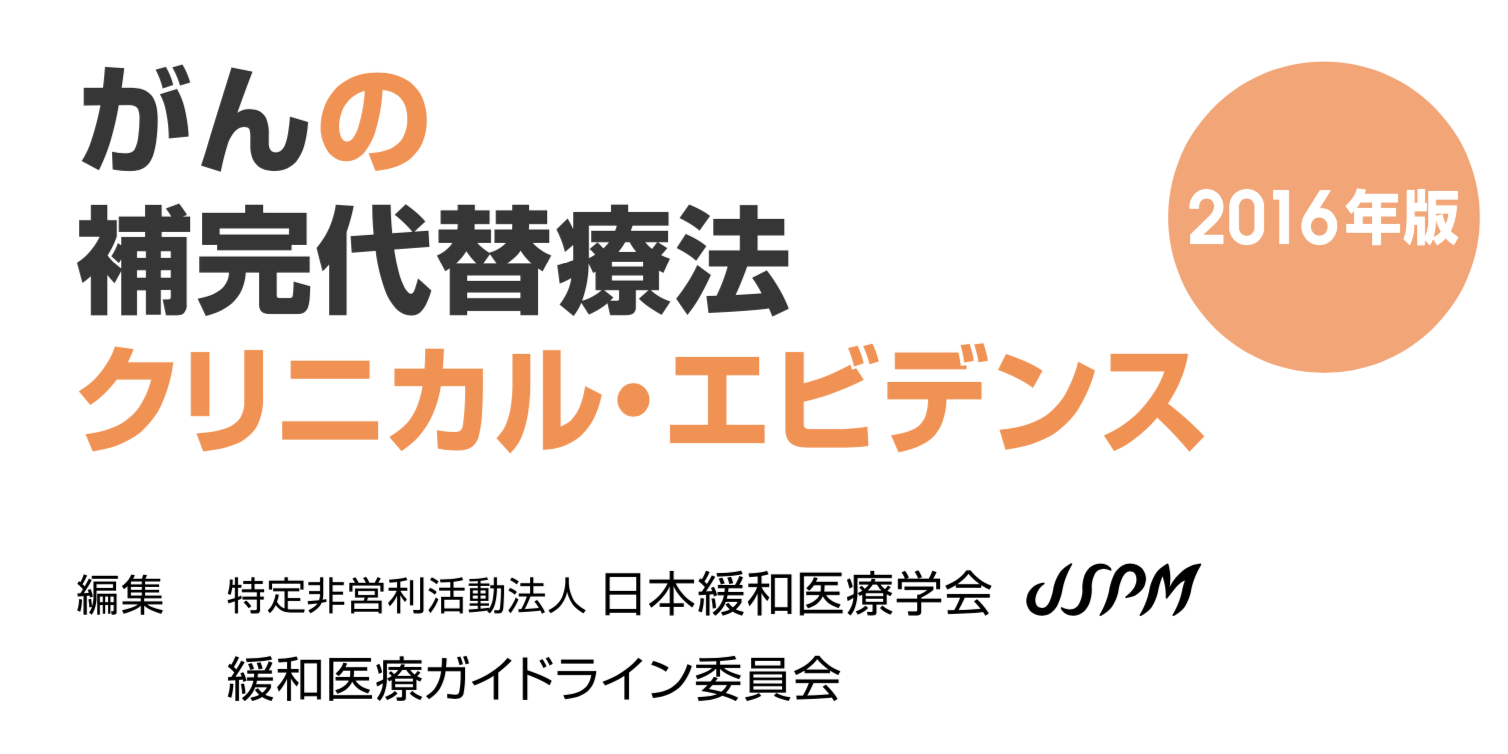 がんの
補完代替療法
クリニカル・エビデンス
2016年版
編集 特定非営利活動法人 日本緩和医療学会 JSPM
緩和医療ガイドライン委員会